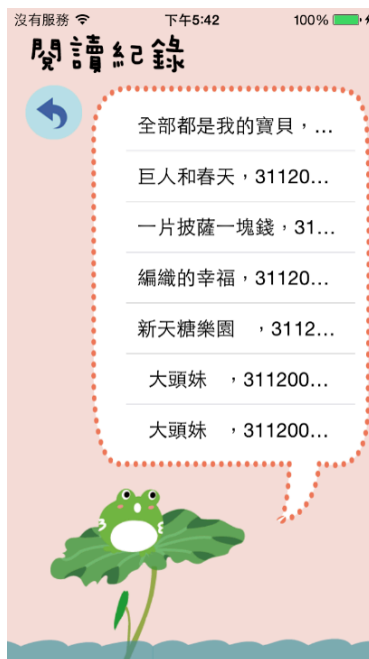 沒有服務 下午5:42 100%
閱讀紀錄
全部都是我的寶貝，...
巨人和春天，31120...
一片披薩一塊錢，31...
編織的幸福，31120...
新天糖樂園　，3112...
大頭妹　，311200...
大頭妹　，311200...